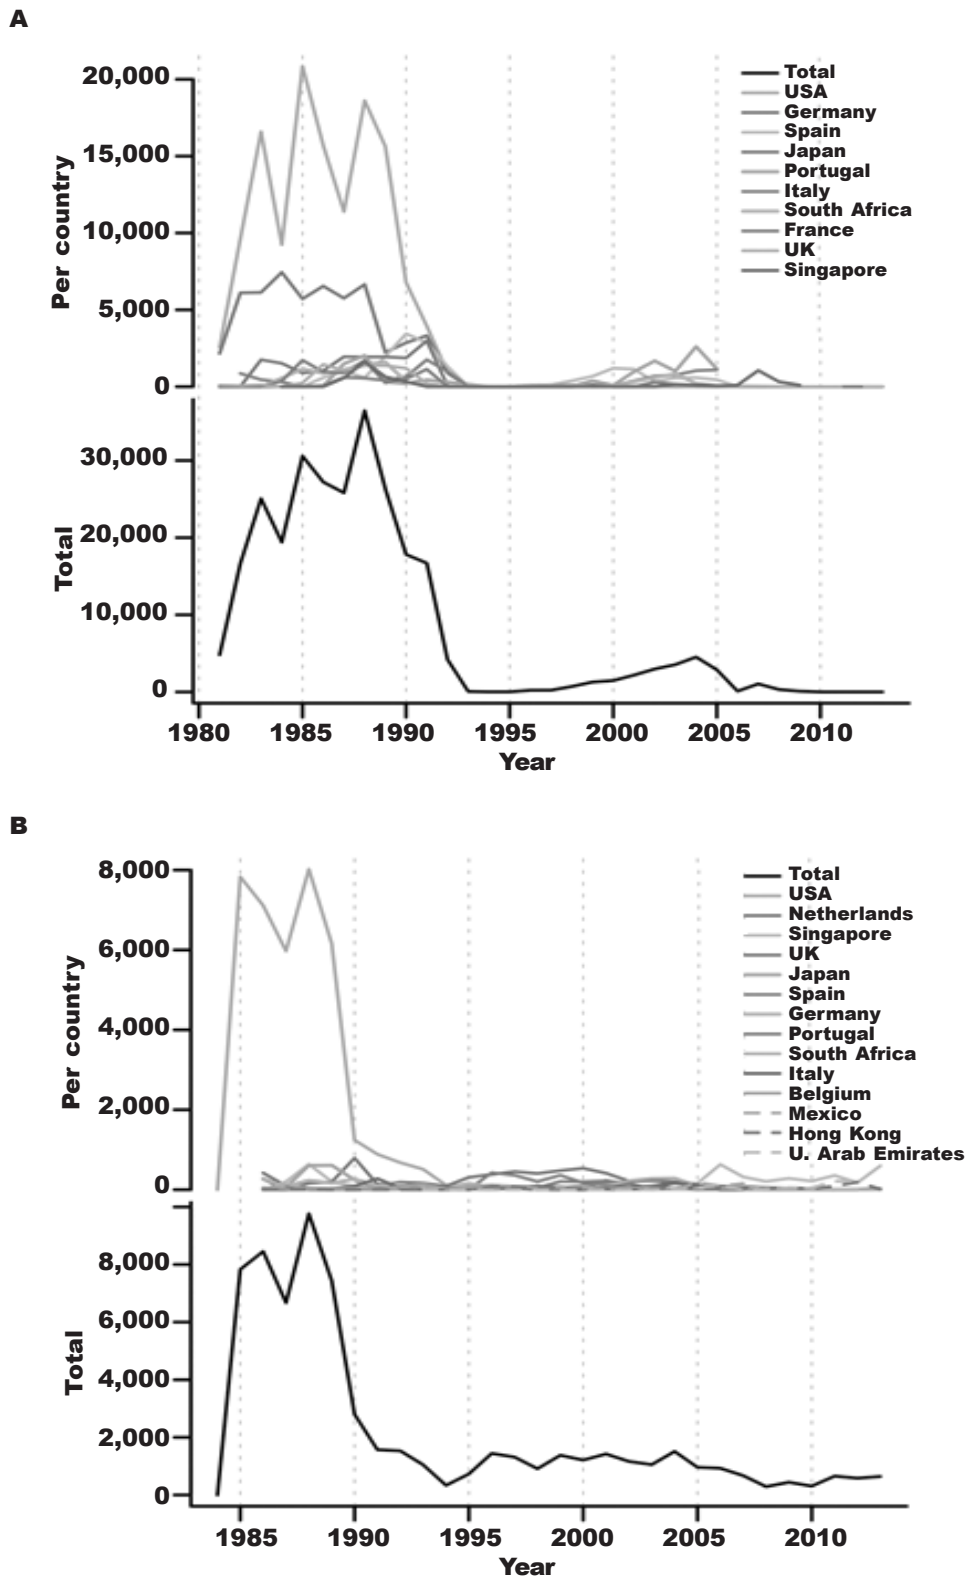 A
Per country
20,000
15,000
10,000
5,000
0
Total
USA
Germany
Spain
Japan
Portugal
Italy
South Africa
France
UK
Singapore
Total
30,000
20,000
10,000
0
1980 1985 1990 1995 2000 2005 2010
Year
B
Per country
8,000
6,000
4,000
2,000
0
Total
USA
Netherlands
Singapore
UK
Japan
Spain
Germany
Portugal
South Africa
Italy
Belgium
Mexico
Hong Kong
U. Arab Emirates
Total
8,000
6,000
4,000
2,000
0
1985 1990 1995 2000 2005 2010
Year